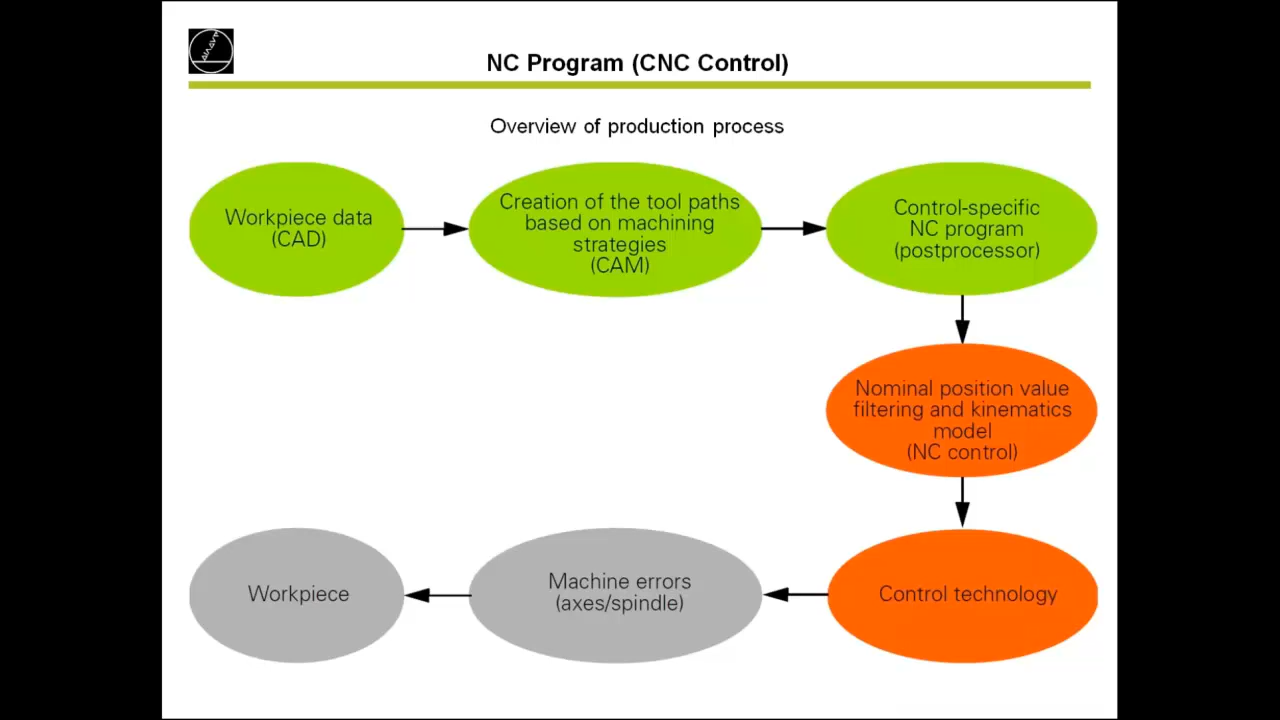 NC Program (CNC Control)
Overview of production process
Workpiece data
(CAD)
Creation of the tool paths
based on machining
strategies
(CAM)
Control-specific
NC program
(postprocessor)
Nominal position value
filtering and kinematics
model
(NC control)
Control technology
Machine errors
(axes/spindle)
Workpiece